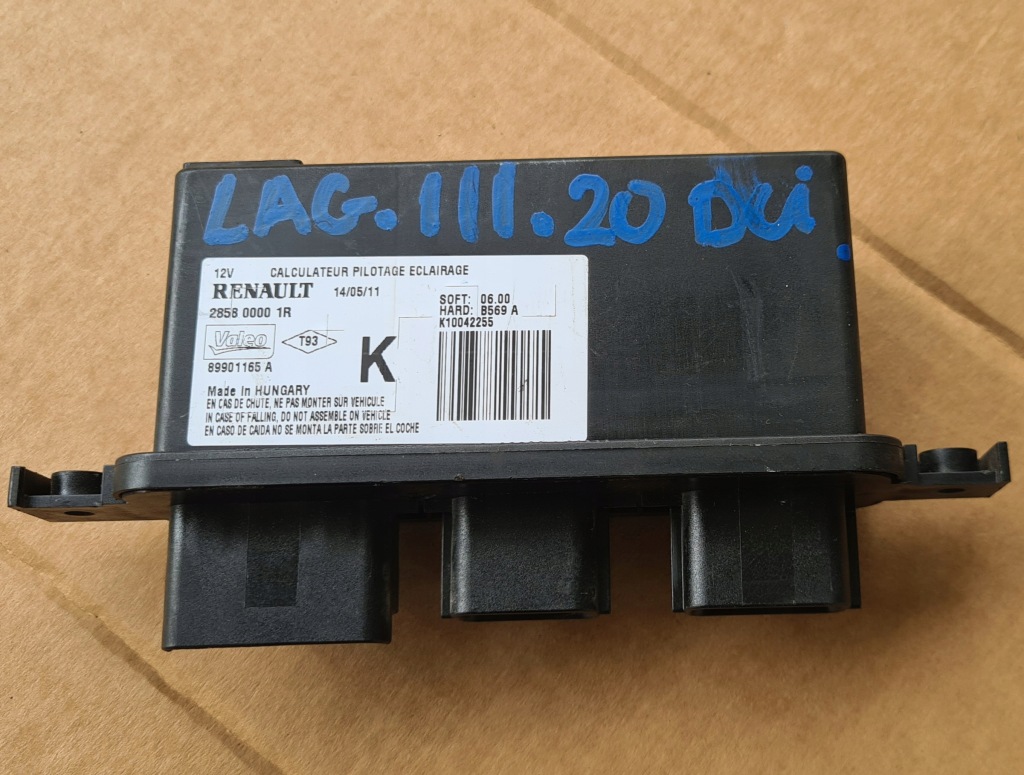 LAG. III. 20 DCi
12V CALCULATEUR PILOTAGE ECLAIRAGE
RENAULT 14/05/11
2858 0000 1R
SOFT: 06.00
HARD: B569 A
K10042255
Valeo T93 K
89901165 A
Made in HUNGARY
EN CAS DE CHUTE, NE PAS MONTER SUR VEHICULE
IN CASE OF FALLING, DO NOT ASSEMBLE ON VEHICLE
EN CASO DE CAIDA NO SE MONTA LA PARTE SOBRE EL COCHE